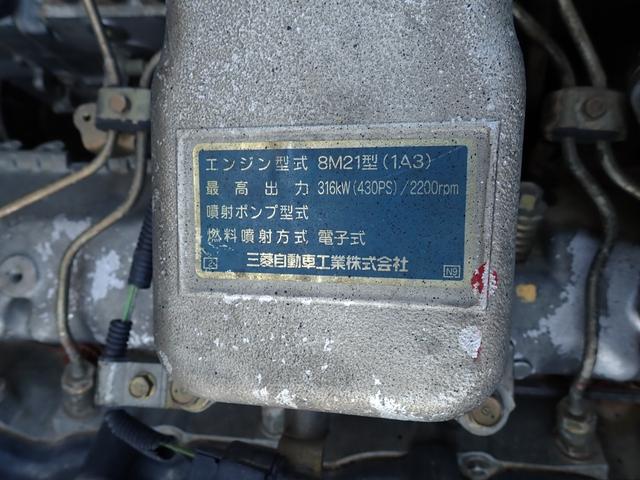 エンジン型式 8M21型(1A3)
最高出力 316kW(430PS)/2200rpm
噴射ポンプ型式
燃料噴射方式 電子式
三菱自動車工業株式会社
N9